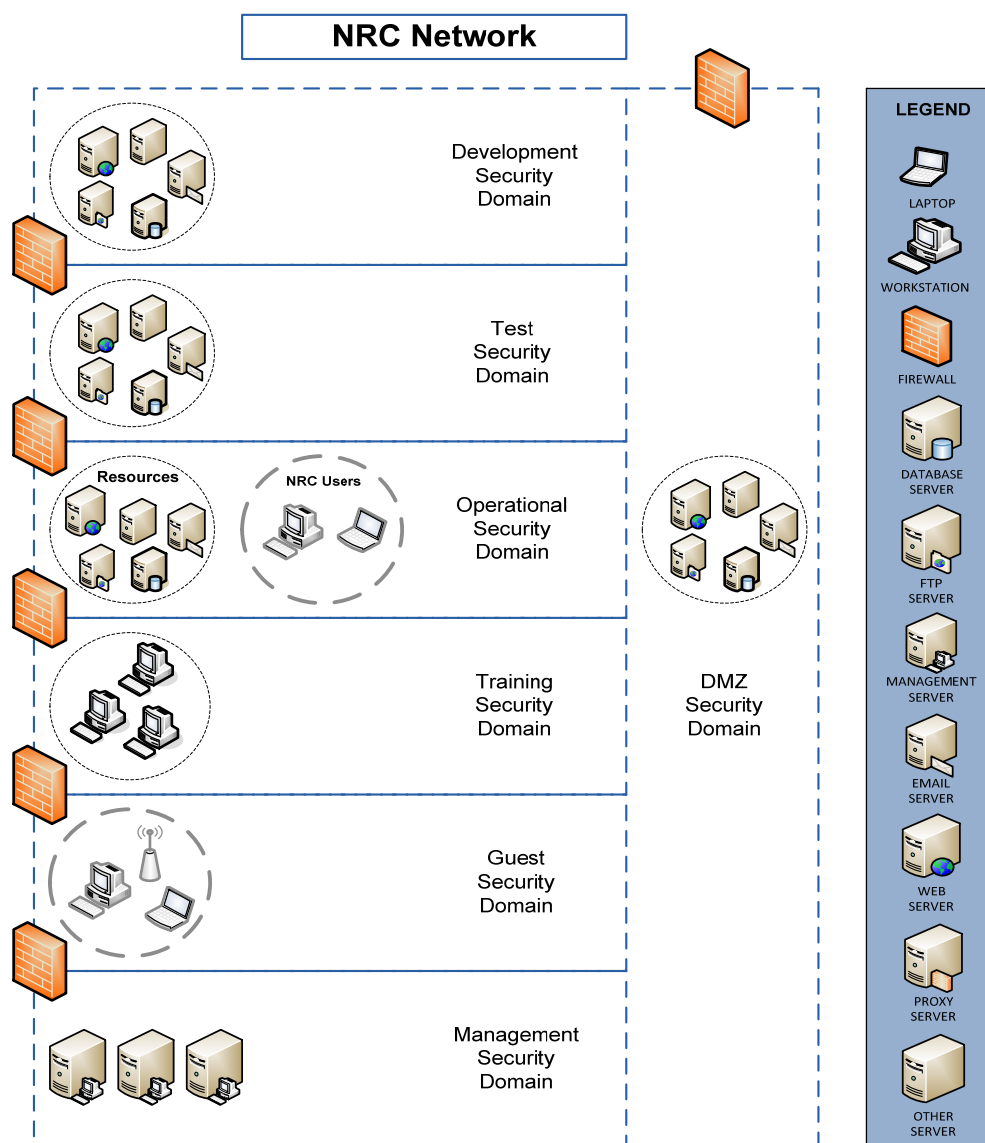 NRC Network
Development
Security
Domain
Test
Security
Domain
Resources
NRC Users
Operational
Security
Domain
Training
Security
Domain
DMZ
Security
Domain
Guest
Security
Domain
Management
Security
Domain
LEGEND
LAPTOP
WORKSTATION
FIREWALL
DATABASE
SERVER
FTP
SERVER
MANAGEMENT
SERVER
EMAIL
SERVER
WEB
SERVER
PROXY
SERVER
OTHER
SERVER